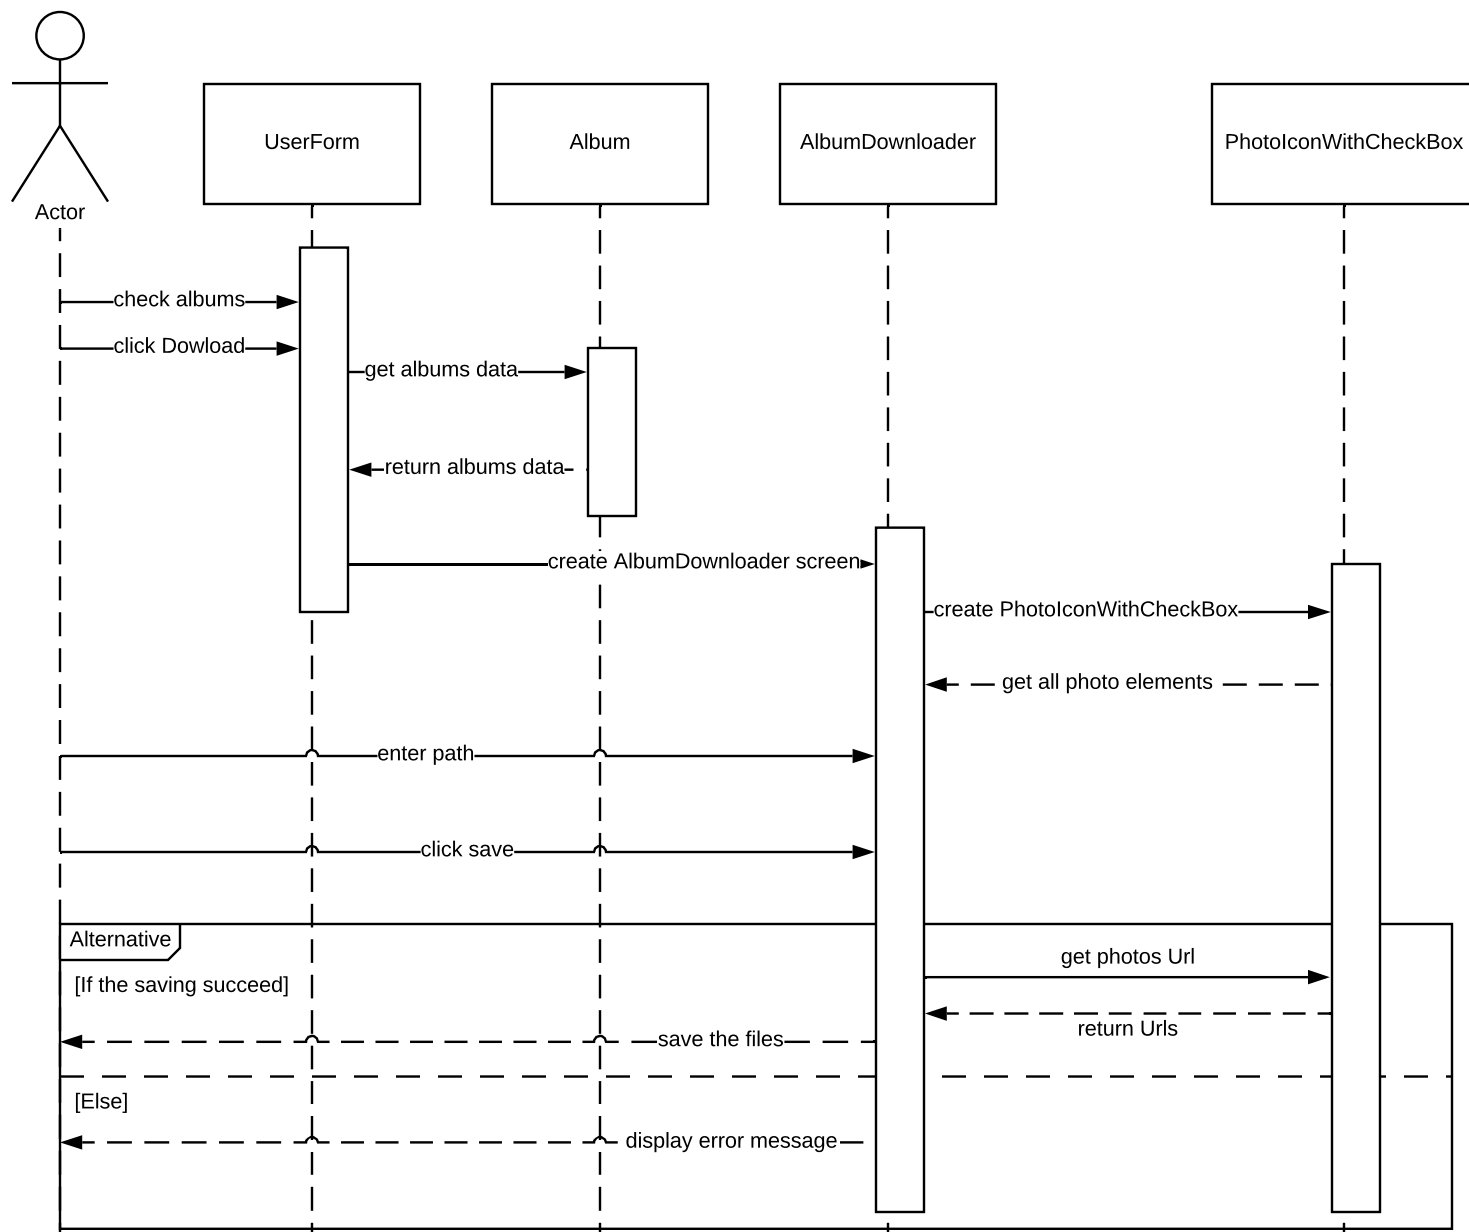 Actor
UserForm
Album
AlbumDownloader
PhotoIconWithCheckBox
check albums
click Dowload
get albums data
return albums data
create AlbumDownloader screen
create PhotoIconWithCheckBox
get all photo elements
enter path
click save
Alternative
get photos Url
[If the saving succeed]
return Urls
save the files
[Else]
display error message